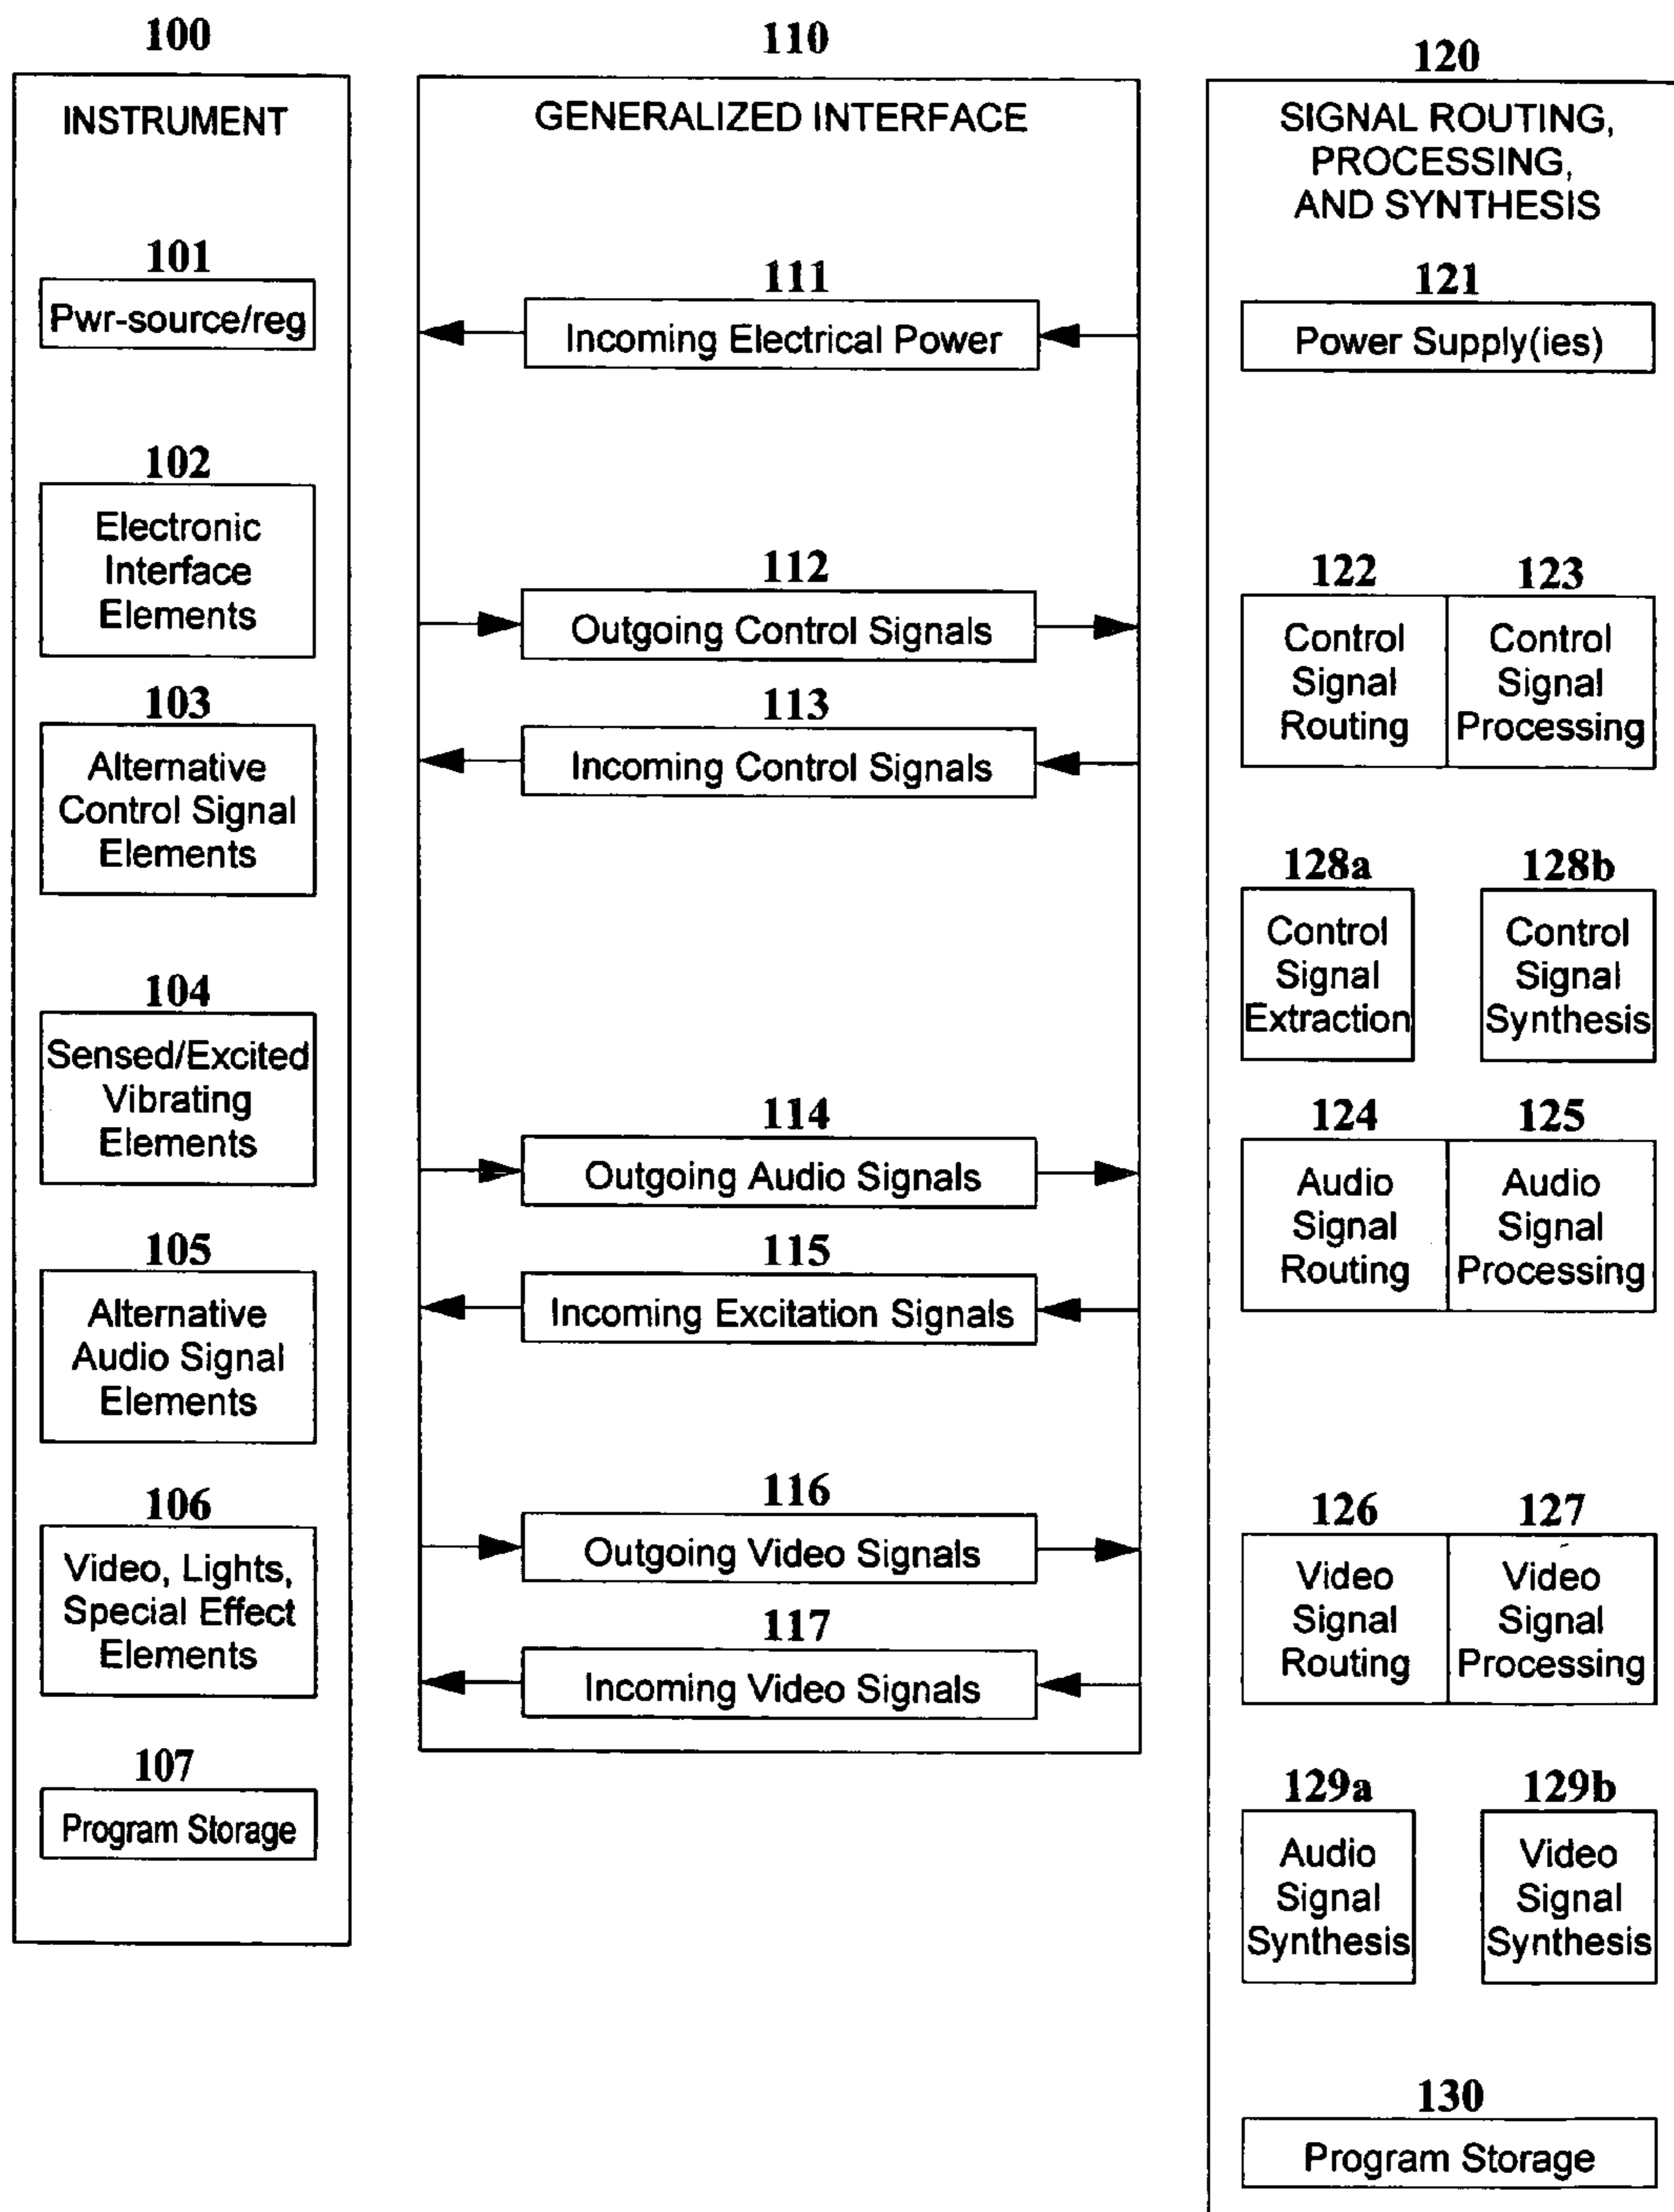 100
INSTRUMENT
101
Pwr-source/reg
102
Electronic
Interface
Elements
103
Alternative
Control Signal
Elements
104
Sensed/Excited
Vibrating
Elements
105
Alternative
Audio Signal
Elements
106
Video, Lights,
Special Effect
Elements
107
Program Storage
110
GENERALIZED INTERFACE
111
Incoming Electrical Power
112
Outgoing Control Signals
113
Incoming Control Signals
114
Outgoing Audio Signals
115
Incoming Excitation Signals
116
Outgoing Video Signals
117
Incoming Video Signals
120
SIGNAL ROUTING,
PROCESSING,
AND SYNTHESIS
121
Power Supply(ies)
122
Control
Signal
Routing
123
Control
Signal
Processing
128a
Control
Signal
Extraction
128b
Control
Signal
Synthesis
124
Audio
Signal
Routing
125
Audio
Signal
Processing
126
Video
Signal
Routing
127
Video
Signal
Processing
129a
Audio
Signal
Synthesis
129b
Video
Signal
Synthesis
130
Program Storage